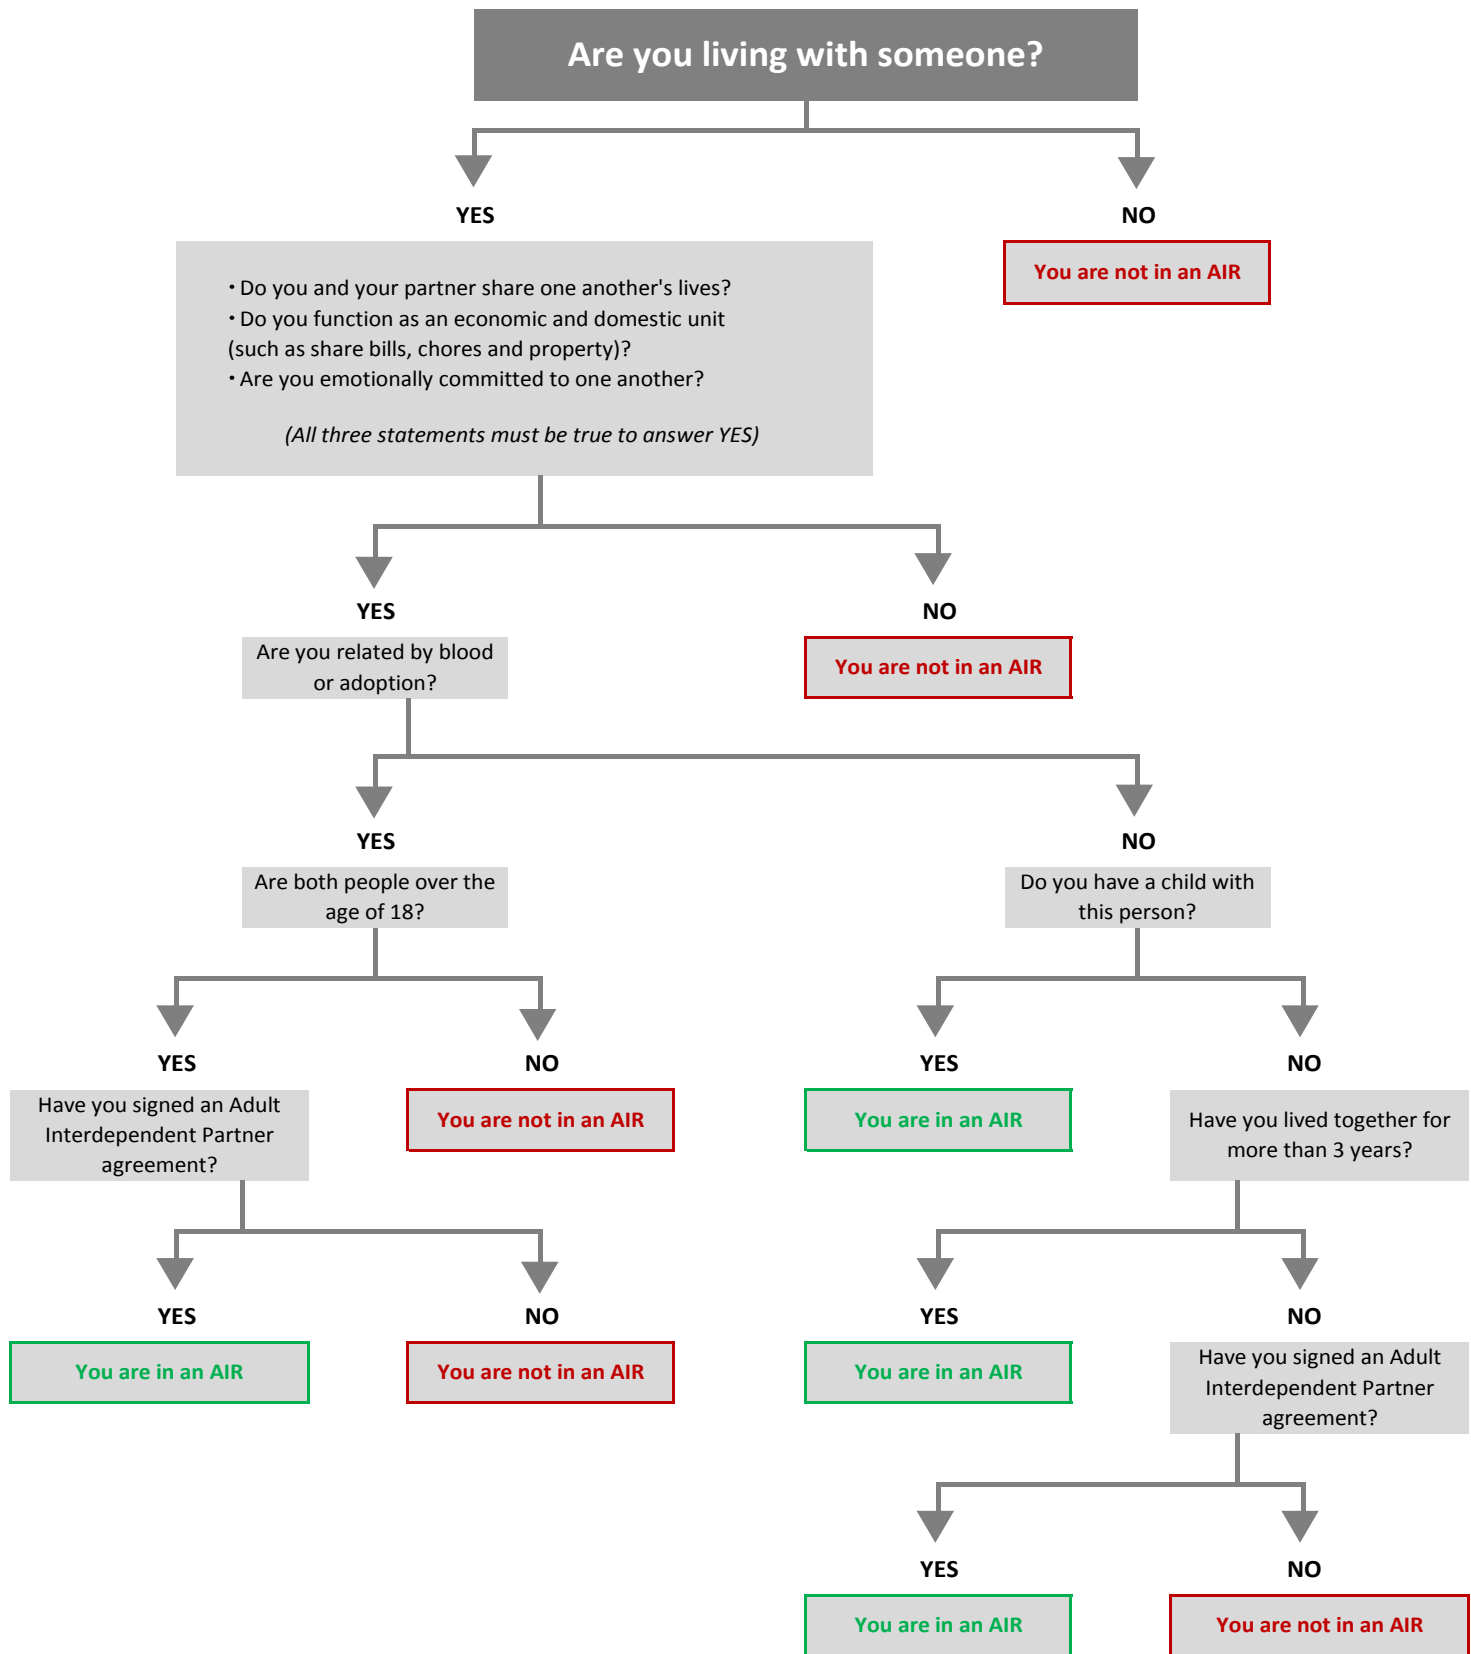 Are you living with someone?
YES
NO
· Do you and your partner share one another's lives?
· Do you function as an economic and domestic unit
(such as share bills, chores and property)?
· Are you emotionally committed to one another?
(All three statements must be true to answer YES)
You are not in an AIR
YES
NO
Are you related by blood
or adoption?
You are not in an AIR
YES
NO
Are both people over the
age of 18?
Do you have a child with
this person?
YES
NO
YES
NO
Have you signed an Adult
Interdependent Partner
agreement?
You are not in an AIR
You are in an AIR
Have you lived together for
more than 3 years?
YES
NO
YES
NO
You are in an AIR
You are not in an AIR
You are in an AIR
Have you signed an Adult
Interdependent Partner
agreement?
YES
NO
You are in an AIR
You are not in an AIR